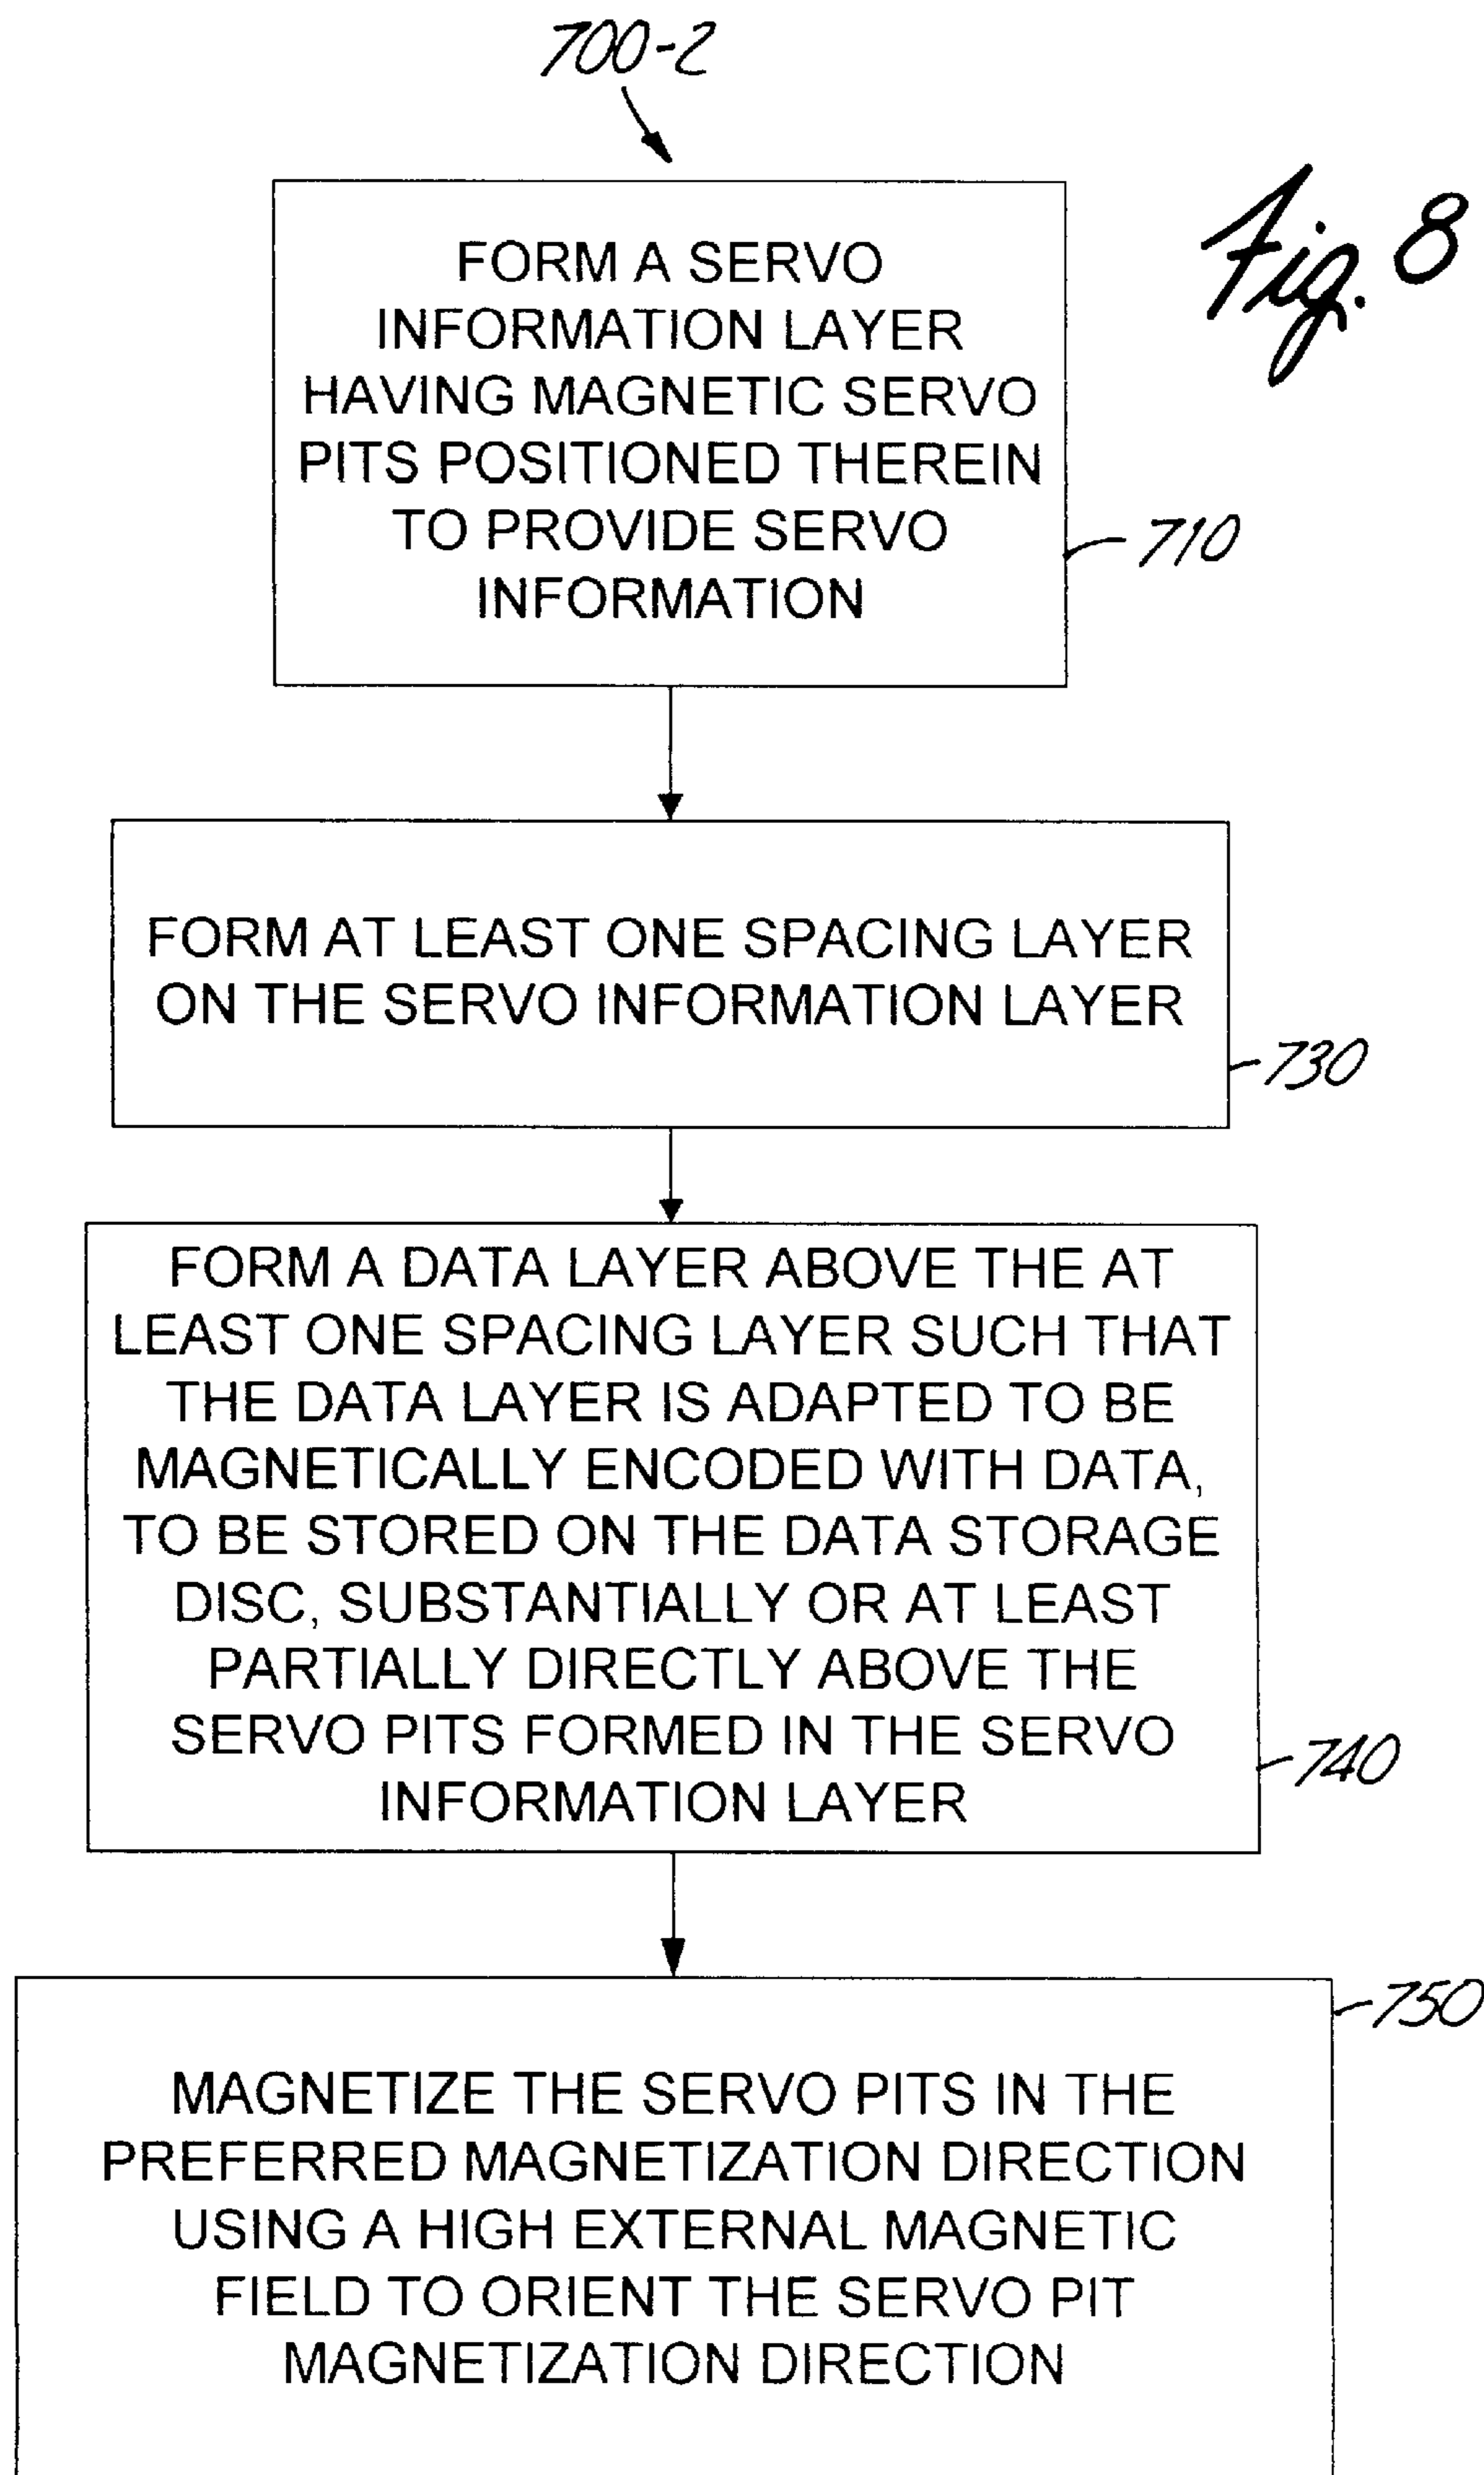 700-2
Fig. 8
FORM A SERVO
INFORMATION LAYER
HAVING MAGNETIC SERVO
PITS POSITIONED THEREIN
TO PROVIDE SERVO
INFORMATION
710
FORM AT LEAST ONE SPACING LAYER
ON THE SERVO INFORMATION LAYER
730
FORM A DATA LAYER ABOVE THE AT
LEAST ONE SPACING LAYER SUCH THAT
THE DATA LAYER IS ADAPTED TO BE
MAGNETICALLY ENCODED WITH DATA,
TO BE STORED ON THE DATA STORAGE
DISC, SUBSTANTIALLY OR AT LEAST
PARTIALLY DIRECTLY ABOVE THE
SERVO PITS FORMED IN THE SERVO
INFORMATION LAYER
740
750
MAGNETIZE THE SERVO PITS IN THE
PREFERRED MAGNETIZATION DIRECTION
USING A HIGH EXTERNAL MAGNETIC
FIELD TO ORIENT THE SERVO PIT
MAGNETIZATION DIRECTION